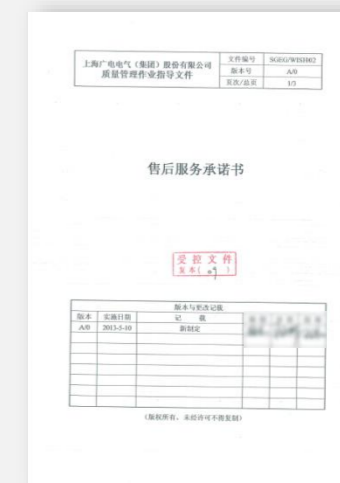 上海广电电气（集团）股份有限公司
质量管理作业指导文件
文件编号
版本号 A/0
页次/总页 1/3
售后服务承诺书
受控文件
复本(
版本与更改记载
版本 实施日期 记 载
A/0 2013-5-10 新制定
（版权所有，未经许可不得复制）